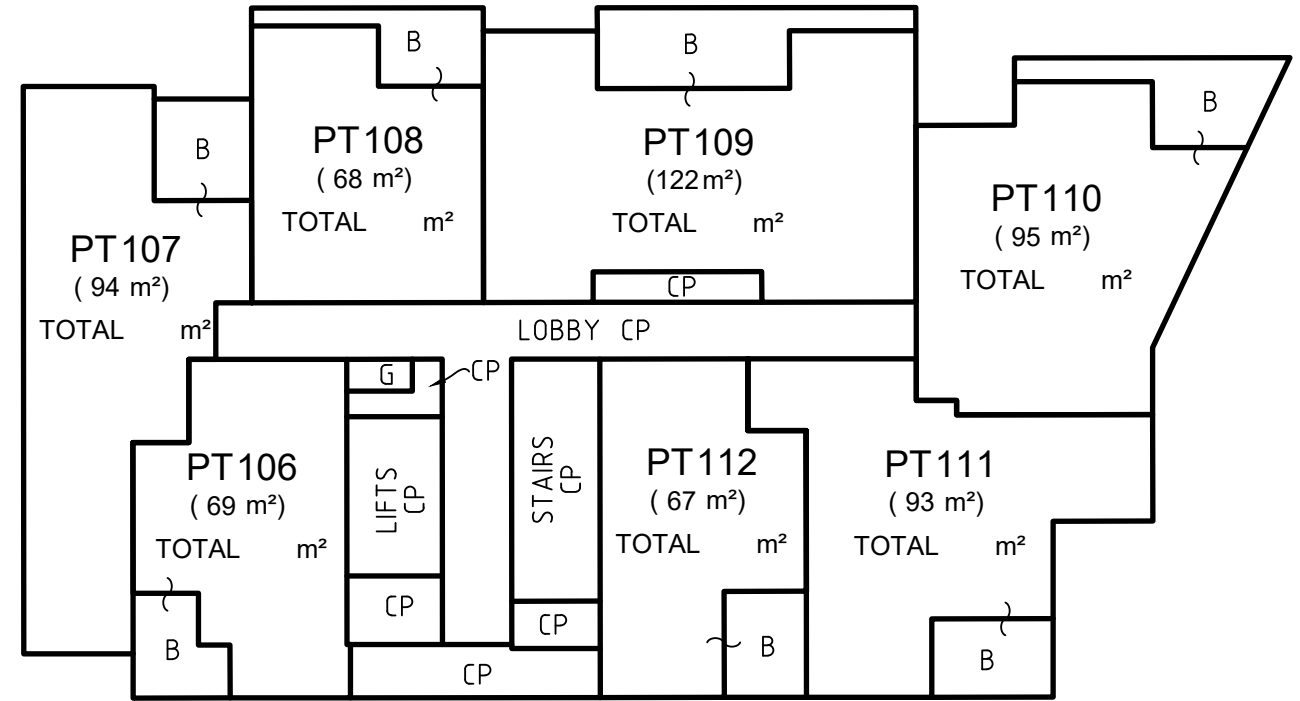 B
B
B
B
PT108
( 68 m²)
TOTAL m²
PT109
(122 m²)
TOTAL m²
PT110
( 95 m²)
TOTAL m²
PT107
( 94 m²)
TOTAL m²
CP
LOBBY CP
G
CP
PT106
( 69 m²)
TOTAL m²
LIFTS
CP
STAIRS
CP
PT112
( 67 m²)
TOTAL m²
PT111
( 93 m²)
TOTAL m²
CP
CP
B
B
B
CP